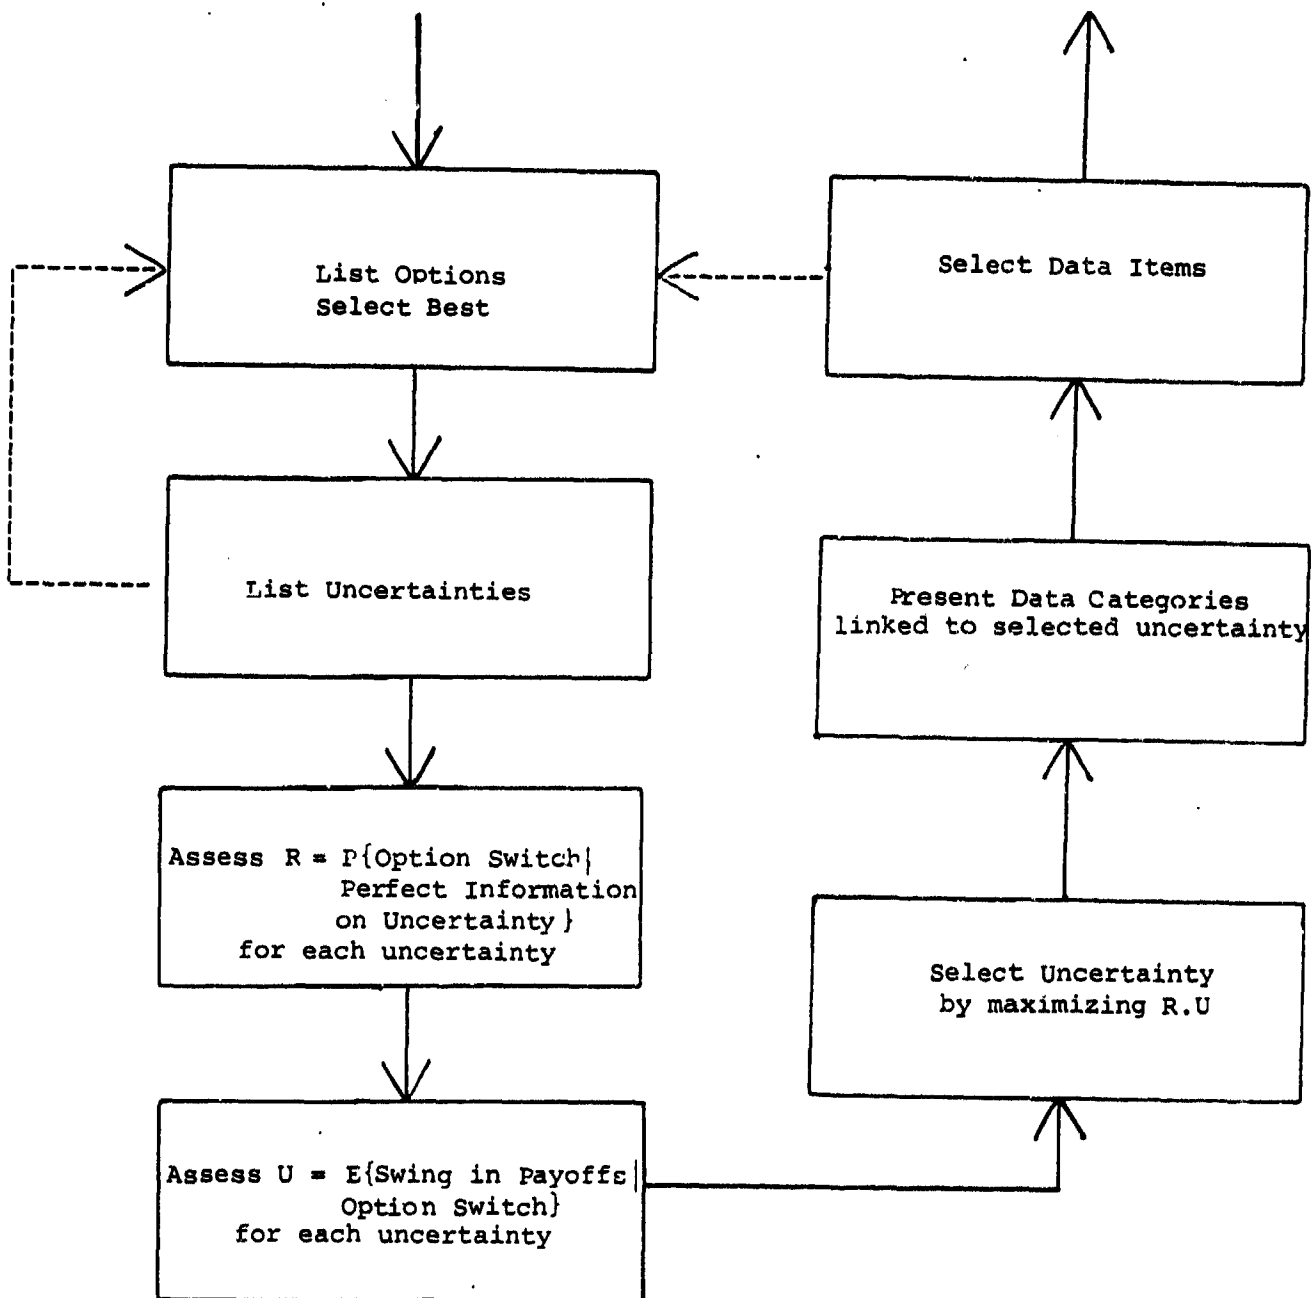 List Options
Select Best
List Uncertainties
Assess R = P{Option Switch|
Perfect Information
on Uncertainty}
for each uncertainty
Assess U = E{Swing in Payoffs|
Option Switch}
for each uncertainty
Select Data Items
Present Data Categories
linked to selected uncertainty
Select Uncertainty
by maximizing R.U